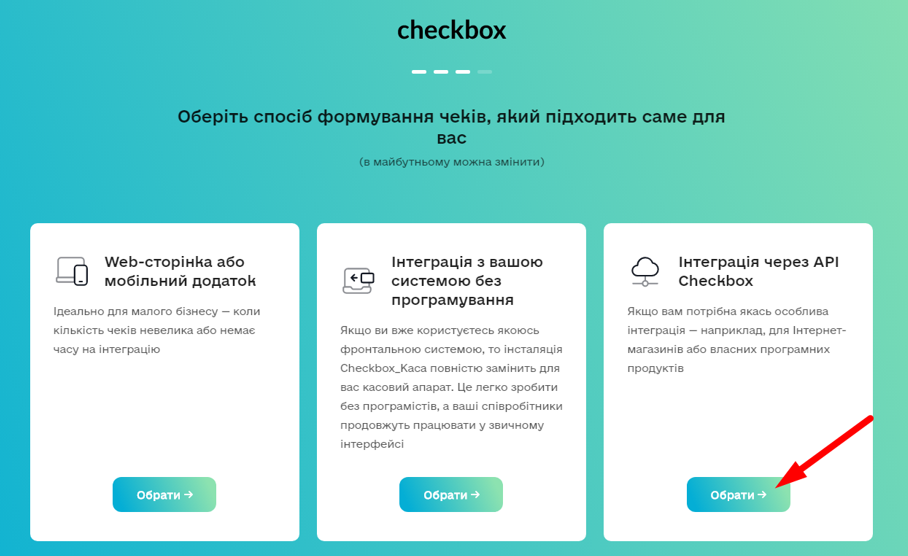 checkbox
Оберіть спосіб формування чеків, який підходить саме для
вас
(в майбутньому можна змінити)
Web-сторінка або
мобільний додаток
Ідеально для малого бізнесу — коли
кількість чеків невелика або немає
часу на інтеграцію
Обрати →
Інтеграція з вашою
системою без
програмування
Якщо ви вже користуєтесь якоюсь
фронтальною системою, то інсталяція
Checkbox_Каса повністю замінить для
вас касовий апарат. Це легко зробити
без програмістів, а ваші співробітники
продовжуть працювати у звичному
інтерфейсі
Обрати →
Інтеграція через API
Checkbox
Якшо вам потрібна якась особлива
інтеграція — наприклад, для Інтернет-
магазинів або власних програмних
продуктів
Обрати →